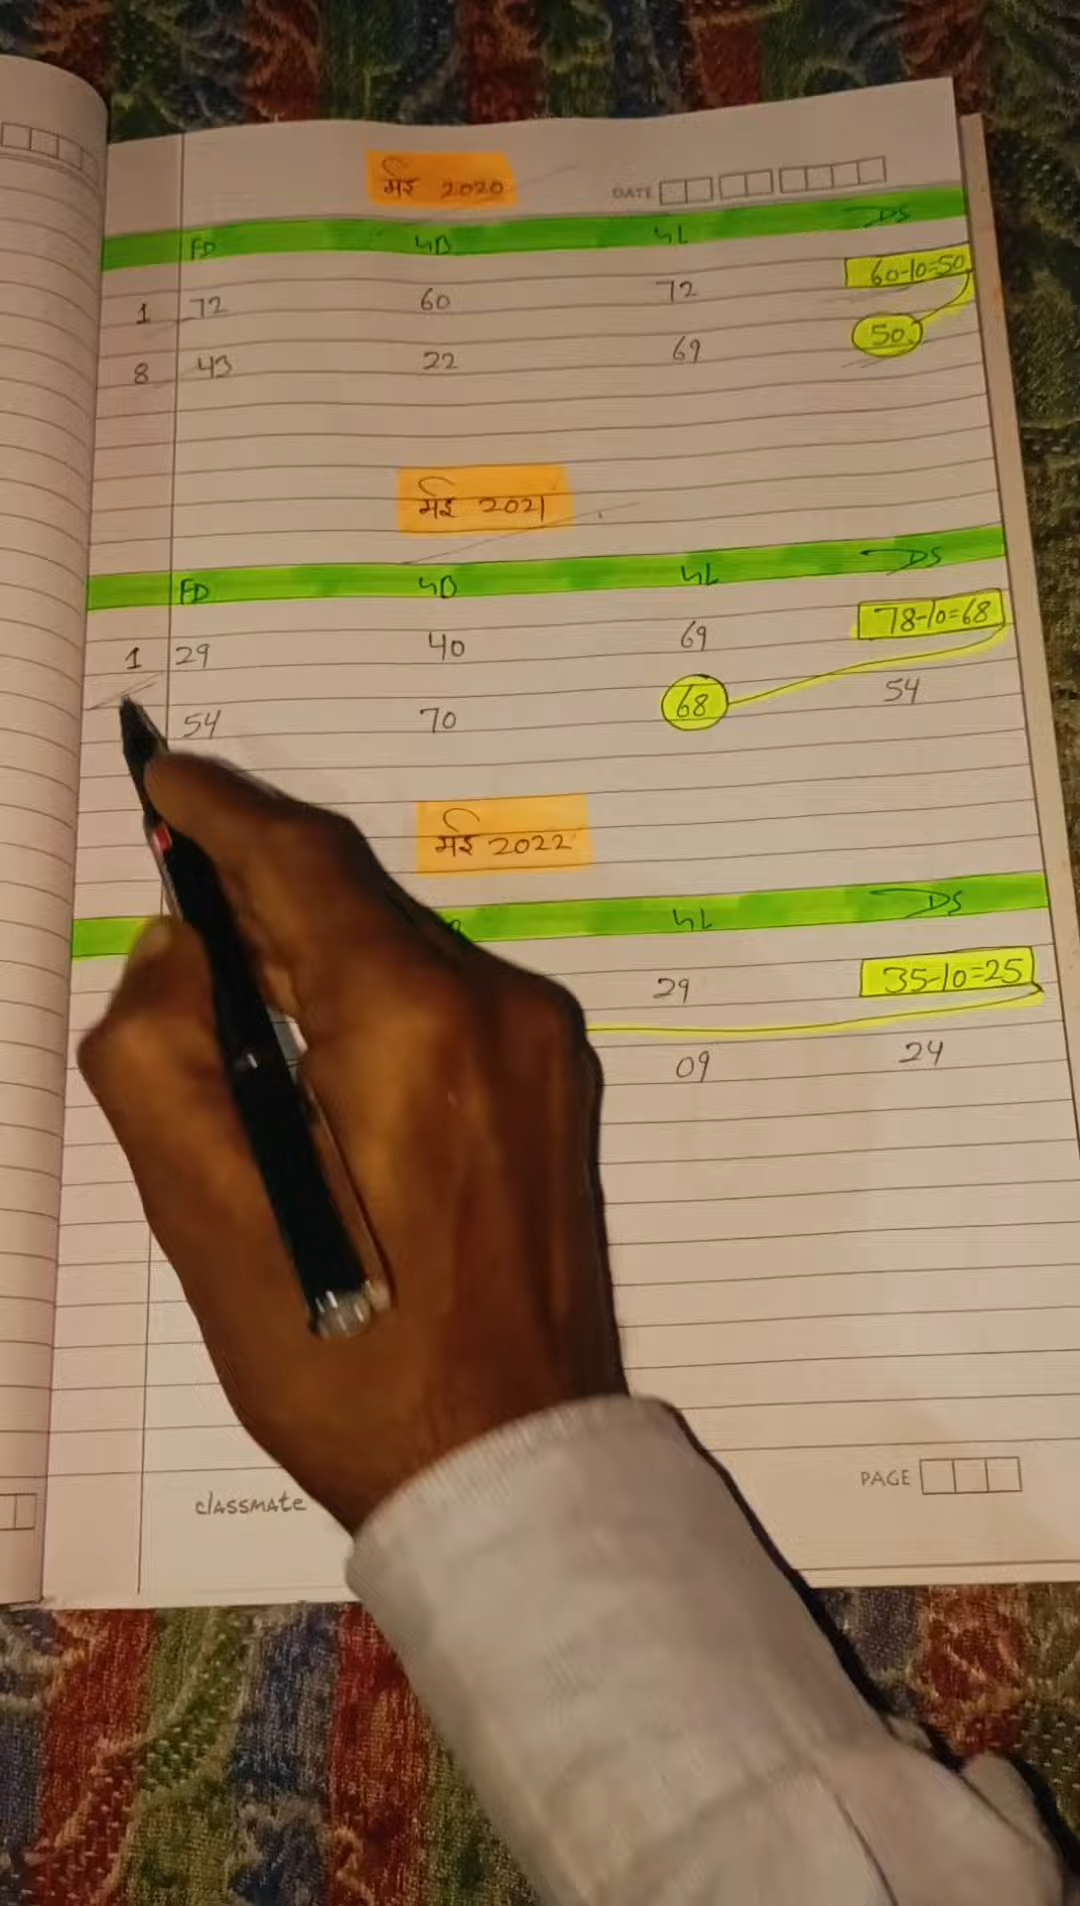 मई 2020
DATE
FD GB GL DS
1 72 60 72 60-10=50
8 43 22 69 50
मई 2021
FD GB GL DS
1 29 40 69 78-10=68
54 70 68 54
मई 2022
GL DS
29 35-10=25
09 24
classmate PAGE